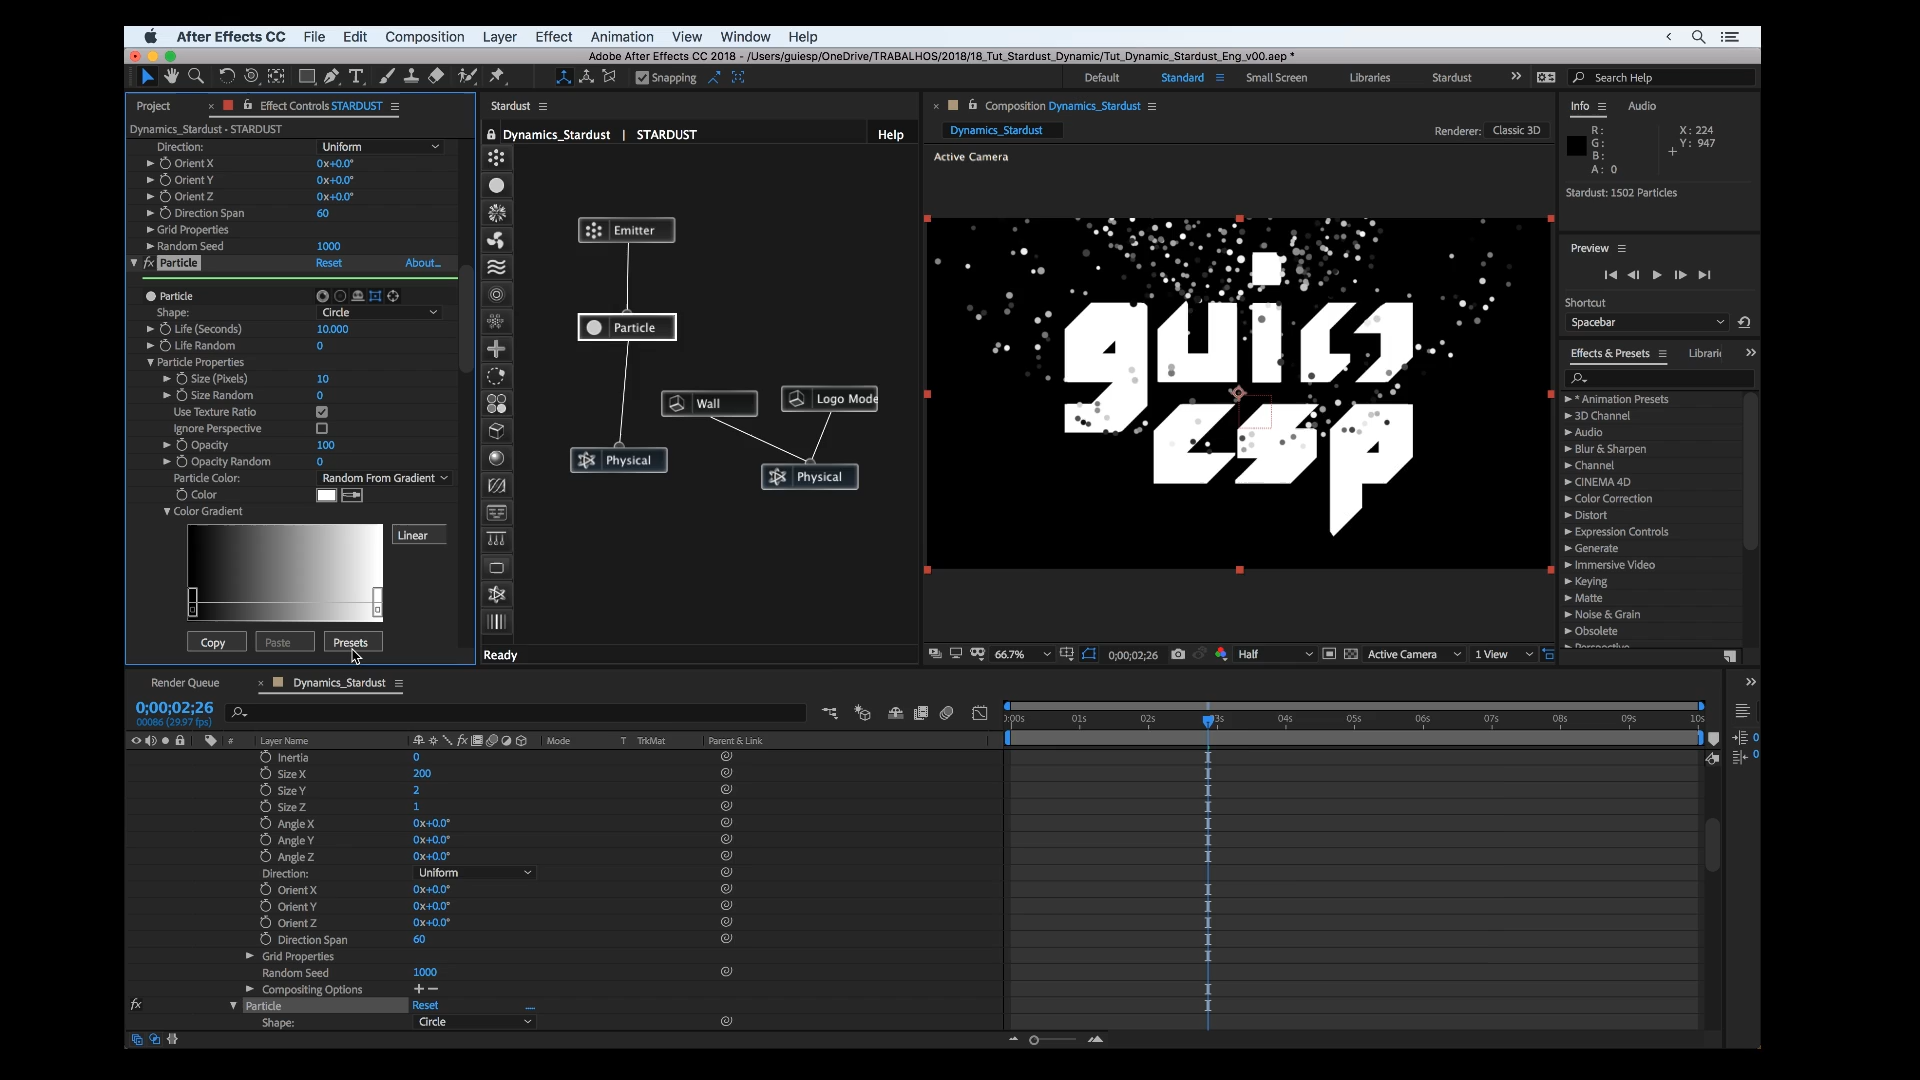 After Effects CC File Edit Composition Layer Effect Animation View Window Help
Adobe After Effects CC 2018 - /Users/guiesp/OneDrive/TRABALHOS/2018/18_Tut_Stardust_Dynamic/Tut_Dynamic_Stardust_Eng_v00.aep *
Snapping Default Standard Small Screen Libraries Stardust Search Help
Project Effect Controls STARDUST
Dynamics_Stardust • STARDUST
Direction: Uniform
Orient X 0x+0.0°
Orient Y 0x+0.0°
Orient Z 0x+0.0°
Direction Span 60
Grid Properties
Random Seed 1000
fx Particle Reset About...
Particle
Shape: Circle
Life (Seconds) 10.000
Life Random 0
Particle Properties
Size (Pixels) 10
Size Random 0
Use Texture Ratio
Ignore Perspective
Opacity 100
Opacity Random 0
Particle Color: Random From Gradient
Color
Color Gradient
Linear
Copy Paste Presets
Stardust
Dynamics_Stardust | STARDUST Help
Emitter
Particle
Wall Logo Mode
Physical Physical
Ready
Composition Dynamics_Stardust
Dynamics_Stardust Renderer: Classic 3D
Active Camera
guies
esp
66.7% 0;00;02;26 Half Active Camera 1 View
Info Audio
R: X: 224
G: Y: 947
B:
A: 0
Stardust: 1502 Particles
Preview
Shortcut
Spacebar
Effects & Presets Librari
* Animation Presets
3D Channel
Audio
Blur & Sharpen
Channel
CINEMA 4D
Color Correction
Distort
Expression Controls
Generate
Immersive Video
Keying
Matte
Noise & Grain
Obsolete
Perspective
Render Queue Dynamics_Stardust
0;00;02;26
00086 (29.97 fps)
0:00s 01s 02s 03s 04s 05s 06s 07s 08s 09s 10s
# Layer Name fx Mode T TrkMat Parent & Link
Inertia 0
Size X 200
Size Y 2
Size Z 1
Angle X 0x+0.0°
Angle Y 0x+0.0°
Angle Z 0x+0.0°
Direction: Uniform
Orient X 0x+0.0°
Orient Y 0x+0.0°
Orient Z 0x+0.0°
Direction Span 60
Grid Properties
Random Seed 1000
Compositing Options + −
fx Particle Reset ...
Shape: Circle
0
0